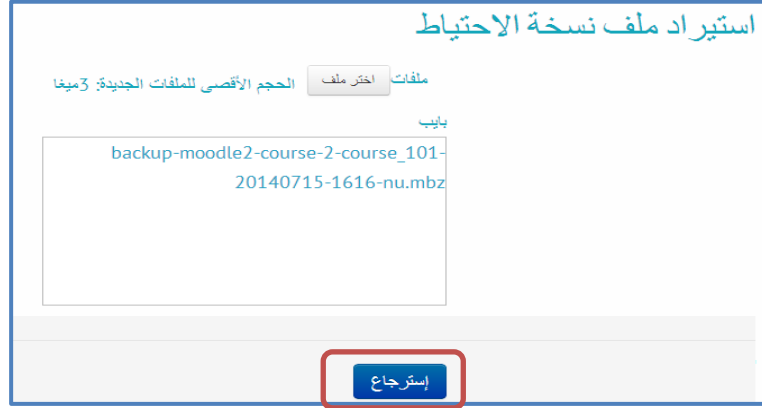 استيراد ملف نسخة الاحتياط
ملفات اختر ملف الحجم الأقصى للملفات الجديدة: 3ميغا
بايب
backup-moodle2-course-2-course_101-
20140715-1616-nu.mbz
إسترجاع